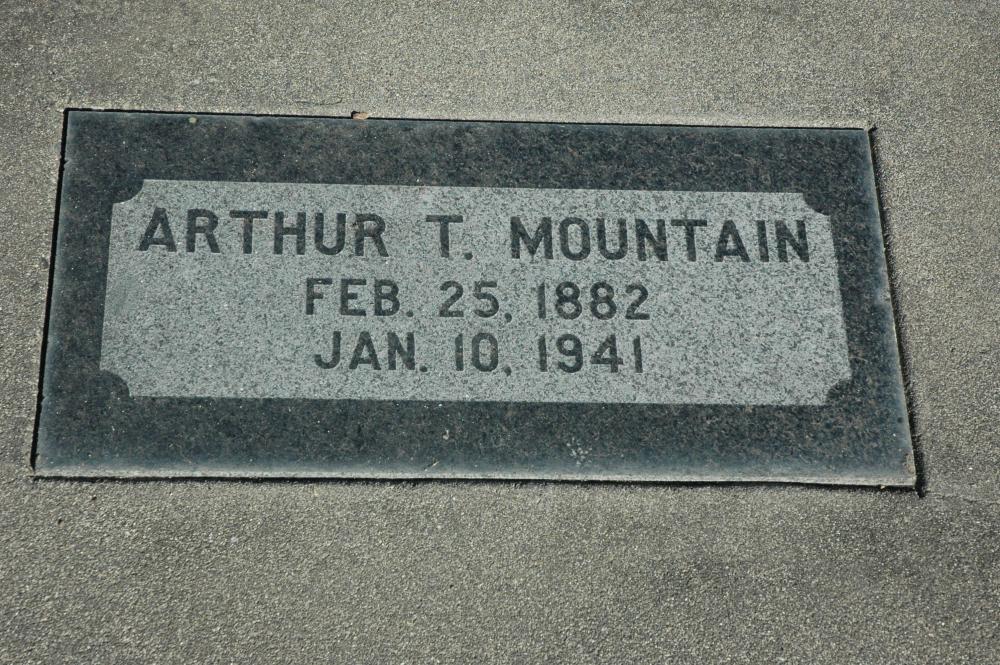 ARTHUR T. MOUNTAIN
FEB. 25, 1882
JAN. 10, 1941